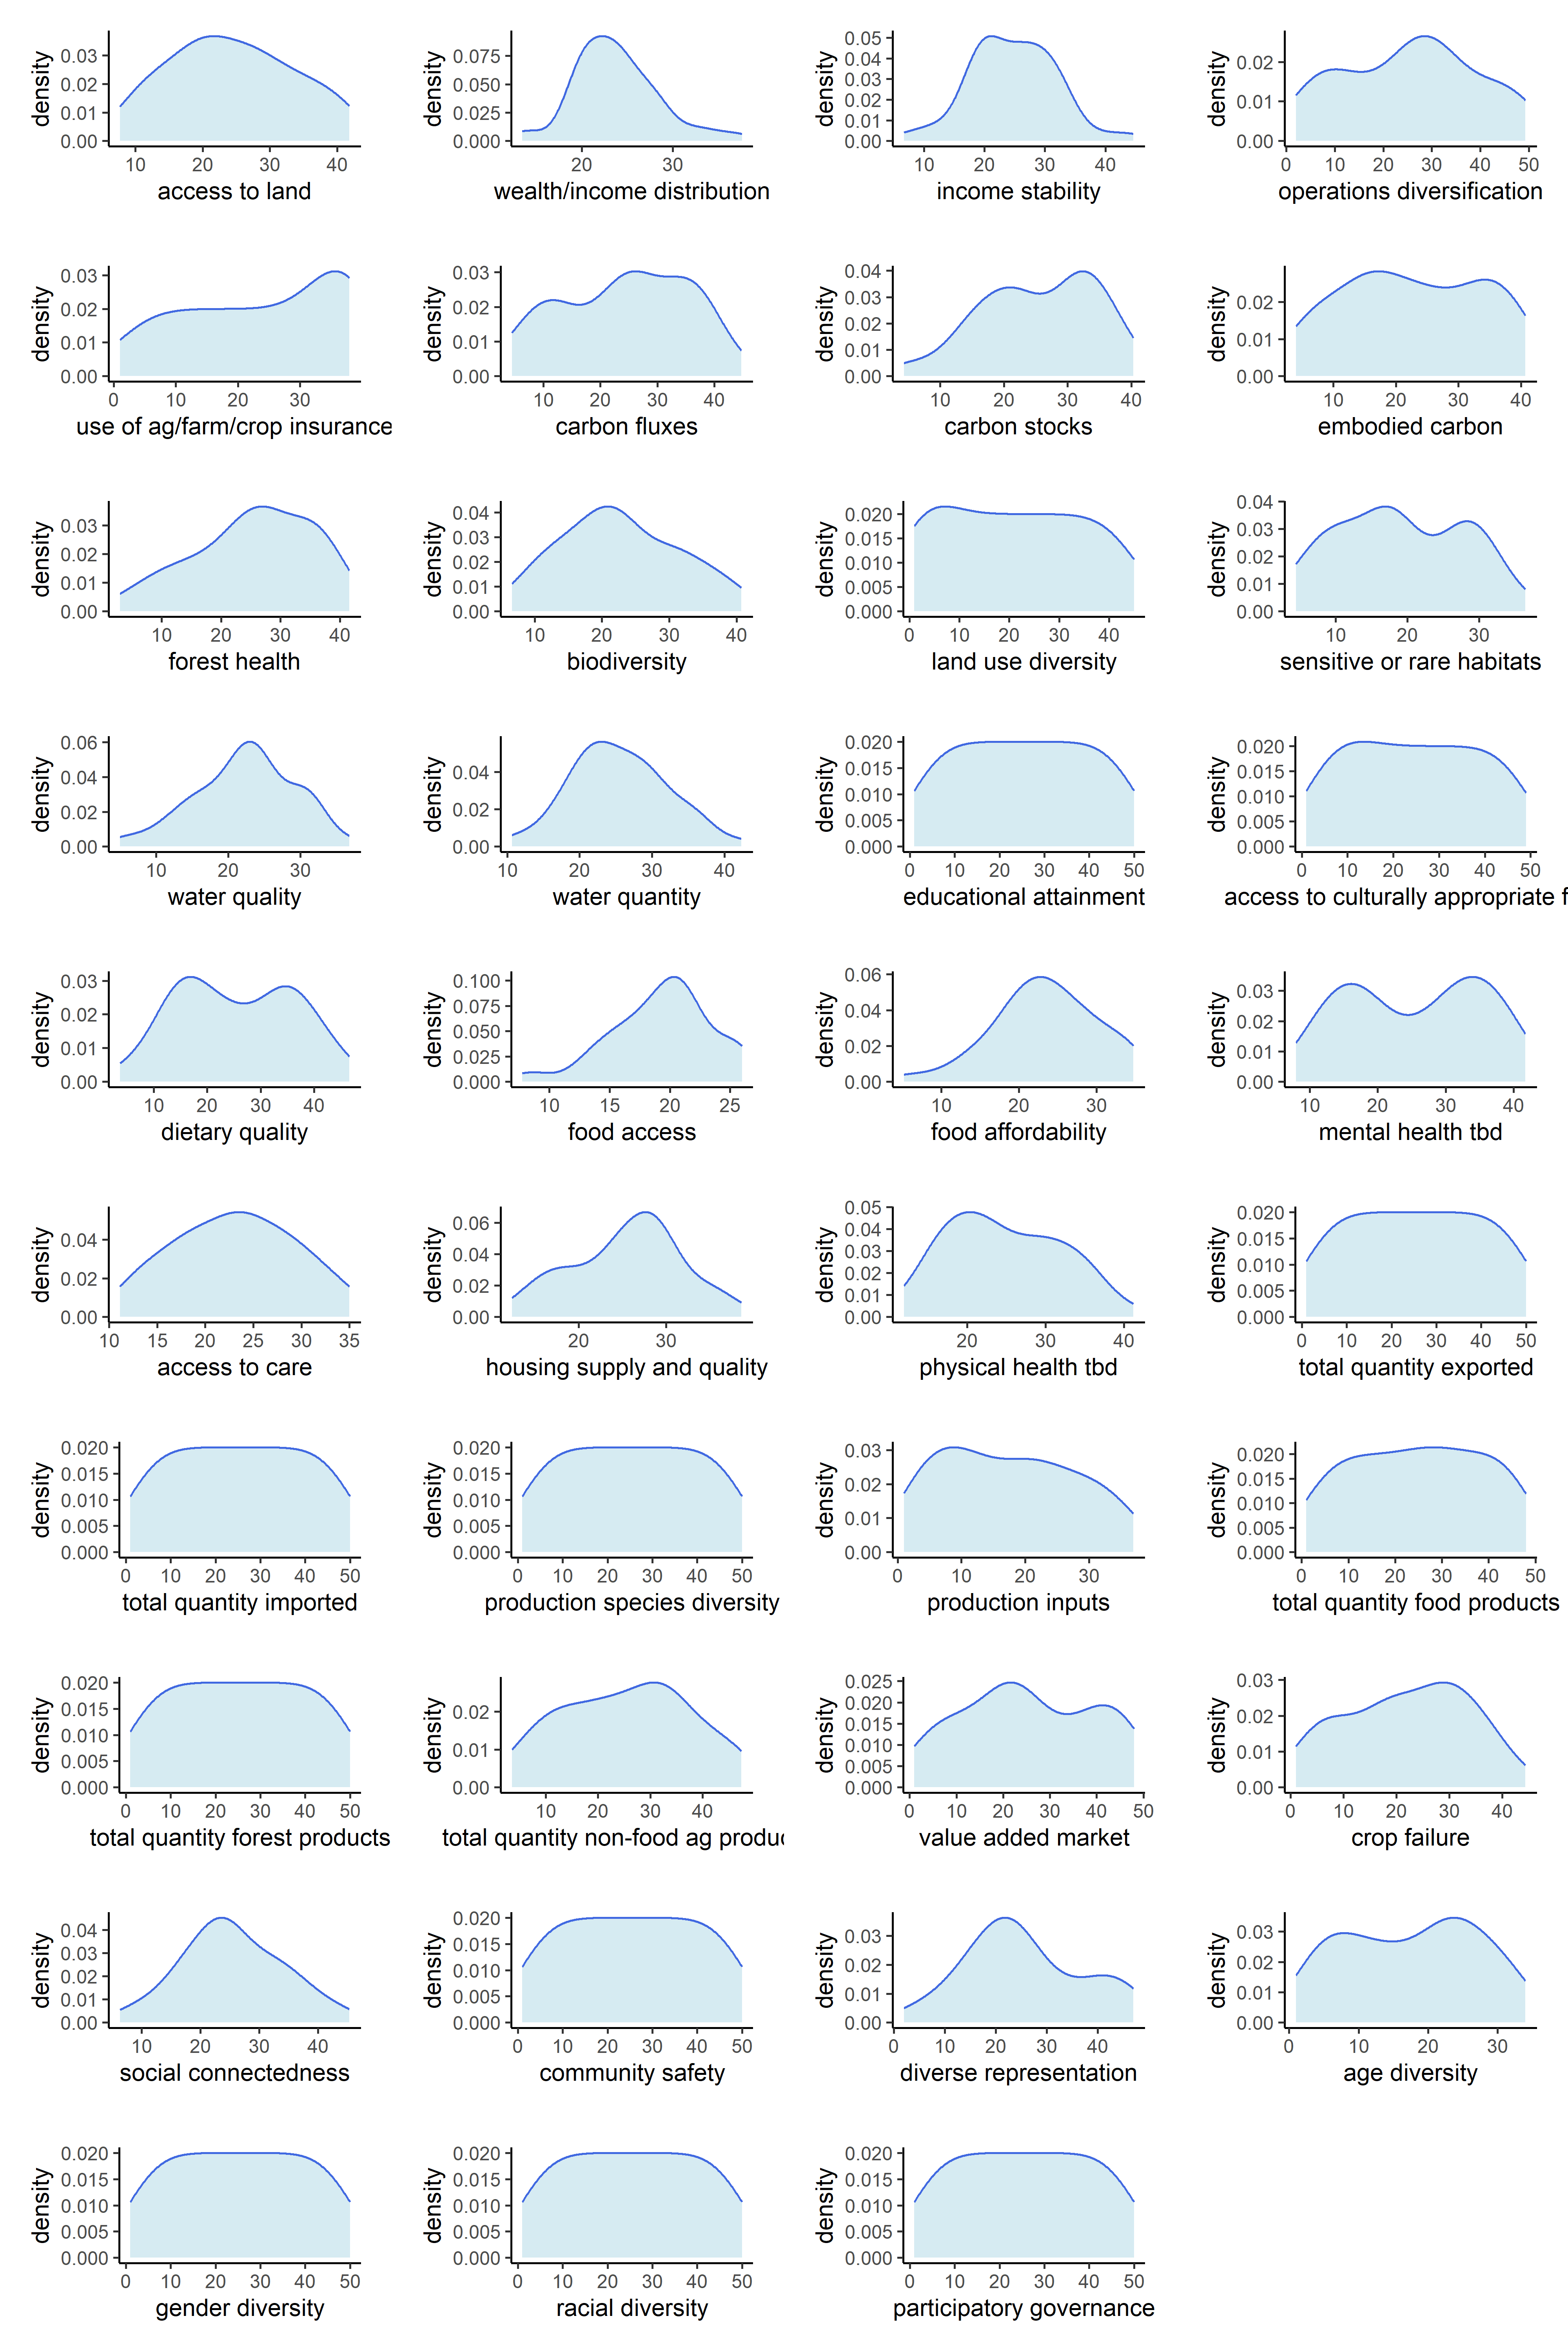 density
0.03
0.02
0.01
0.00
10 20 30 40
access to land
density
0.075
0.050
0.025
0.000
20 30
wealth/income distribution
density
0.05
0.04
0.03
0.02
0.01
0.00
10 20 30 40
income stability
density
0.02
0.01
0.00
0 10 20 30 40 50
operations diversification
density
0.03
0.02
0.01
0.00
0 10 20 30
use of ag/farm/crop insurance
density
0.03
0.02
0.01
0.00
10 20 30 40
carbon fluxes
density
0.04
0.03
0.02
0.01
0.00
10 20 30 40
carbon stocks
density
0.02
0.01
0.00
10 20 30 40
embodied carbon
density
0.03
0.02
0.01
0.00
10 20 30 40
forest health
density
0.04
0.03
0.02
0.01
0.00
10 20 30 40
biodiversity
density
0.020
0.015
0.010
0.005
0.000
0 10 20 30 40
land use diversity
density
0.04
0.03
0.02
0.01
0.00
10 20 30
sensitive or rare habitats
density
0.06
0.04
0.02
0.00
10 20 30
water quality
density
0.04
0.02
0.00
10 20 30 40
water quantity
density
0.020
0.015
0.010
0.005
0.000
0 10 20 30 40 50
educational attainment
density
0.020
0.015
0.010
0.005
0.000
0 10 20 30 40 50
access to culturally appropriate f
density
0.03
0.02
0.01
0.00
10 20 30 40
dietary quality
density
0.100
0.075
0.050
0.025
0.000
10 15 20 25
food access
density
0.06
0.04
0.02
0.00
10 20 30
food affordability
density
0.03
0.02
0.01
0.00
10 20 30 40
mental health tbd
density
0.04
0.02
0.00
10 15 20 25 30 35
access to care
density
0.06
0.04
0.02
0.00
20 30
housing supply and quality
density
0.05
0.04
0.03
0.02
0.01
0.00
20 30 40
physical health tbd
density
0.020
0.015
0.010
0.005
0.000
0 10 20 30 40 50
total quantity exported
density
0.020
0.015
0.010
0.005
0.000
0 10 20 30 40 50
total quantity imported
density
0.020
0.015
0.010
0.005
0.000
0 10 20 30 40 50
production species diversity
density
0.03
0.02
0.01
0.00
0 10 20 30
production inputs
density
0.020
0.015
0.010
0.005
0.000
0 10 20 30 40 50
total quantity food products
density
0.020
0.015
0.010
0.005
0.000
0 10 20 30 40 50
total quantity forest products
density
0.02
0.01
0.00
10 20 30 40
total quantity non-food ag produc
density
0.025
0.020
0.015
0.010
0.005
0.000
0 10 20 30 40 50
value added market
density
0.03
0.02
0.01
0.00
0 10 20 30 40
crop failure
density
0.04
0.03
0.02
0.01
0.00
10 20 30 40
social connectedness
density
0.020
0.015
0.010
0.005
0.000
0 10 20 30 40 50
community safety
density
0.03
0.02
0.01
0.00
0 10 20 30 40
diverse representation
density
0.03
0.02
0.01
0.00
0 10 20 30
age diversity
density
0.020
0.015
0.010
0.005
0.000
0 10 20 30 40 50
gender diversity
density
0.020
0.015
0.010
0.005
0.000
0 10 20 30 40 50
racial diversity
density
0.020
0.015
0.010
0.005
0.000
0 10 20 30 40 50
participatory governance